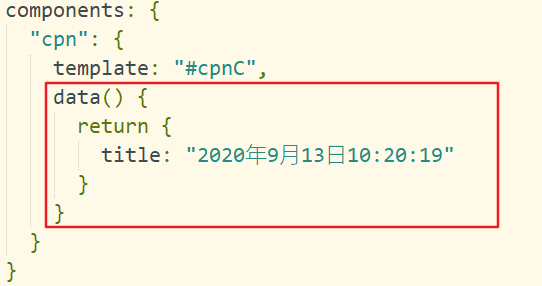 components: {
"cpn": {
template: "#cpnC",
data() {
return {
title: "2020年9月13日10:20:19"
}
}
}
}